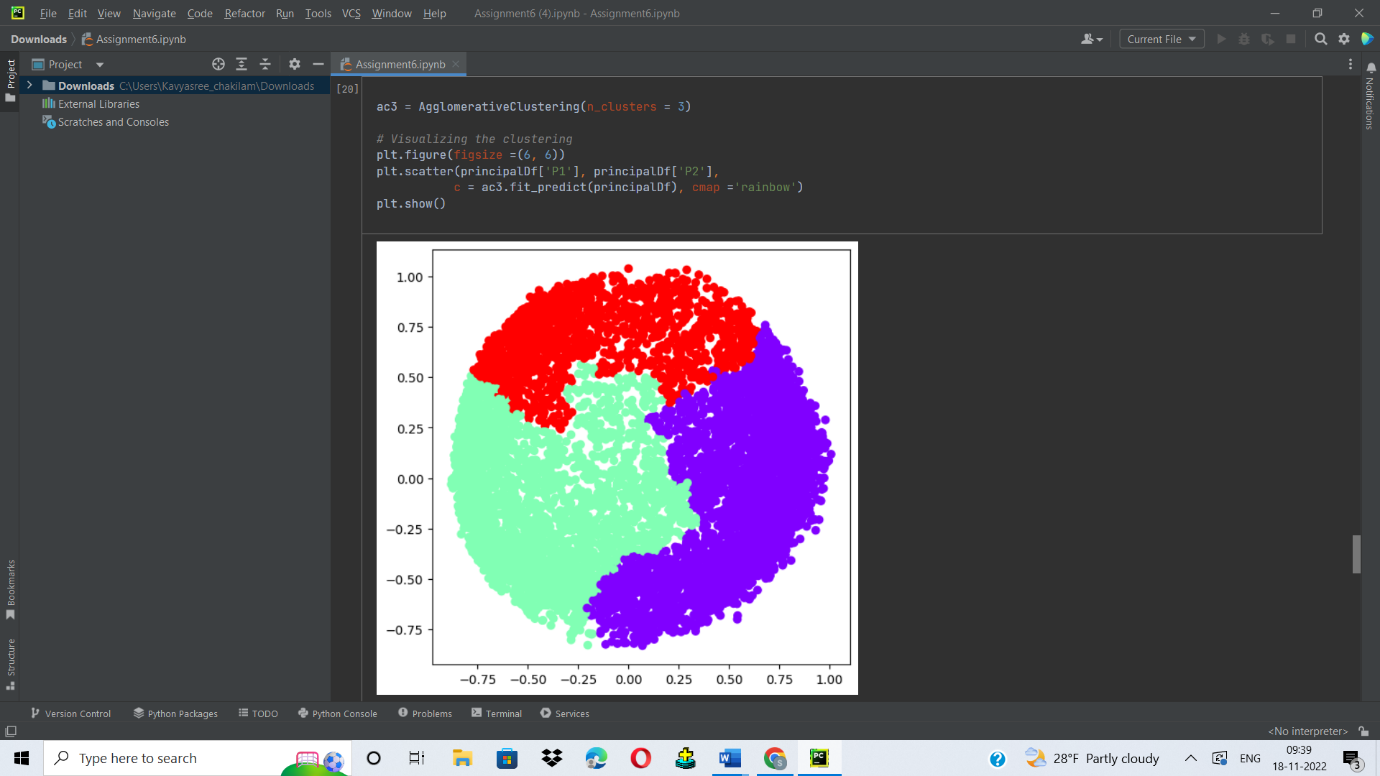 PC File Edit View Navigate Code Refactor Run Tools VCS Window Help Assignment6 (4).ipynb - Assignment6.ipynb
Downloads Assignment6.ipynb Current File
Project Project Assignment6.ipynb
Notifications
Downloads C:\Users\Kavyasree_chakilam\Downloads
External Libraries
Scratches and Consoles
[20]
ac3 = AgglomerativeClustering(n_clusters = 3)
# Visualizing the clustering
plt.figure(figsize =(6, 6))
plt.scatter(principalDf['P1'], principalDf['P2'],
c = ac3.fit_predict(principalDf), cmap ='rainbow')
plt.show()
1.00
0.75
0.50
0.25
0.00
−0.25
−0.50
−0.75
−0.75 −0.50 −0.25 0.00 0.25 0.50 0.75 1.00
Bookmarks
Structure
Version Control Python Packages TODO Python Console Problems Terminal Services
<No interpreter>
Type here to search W S PC 28°F Partly cloudy ENG 09:39
18-11-2022 3